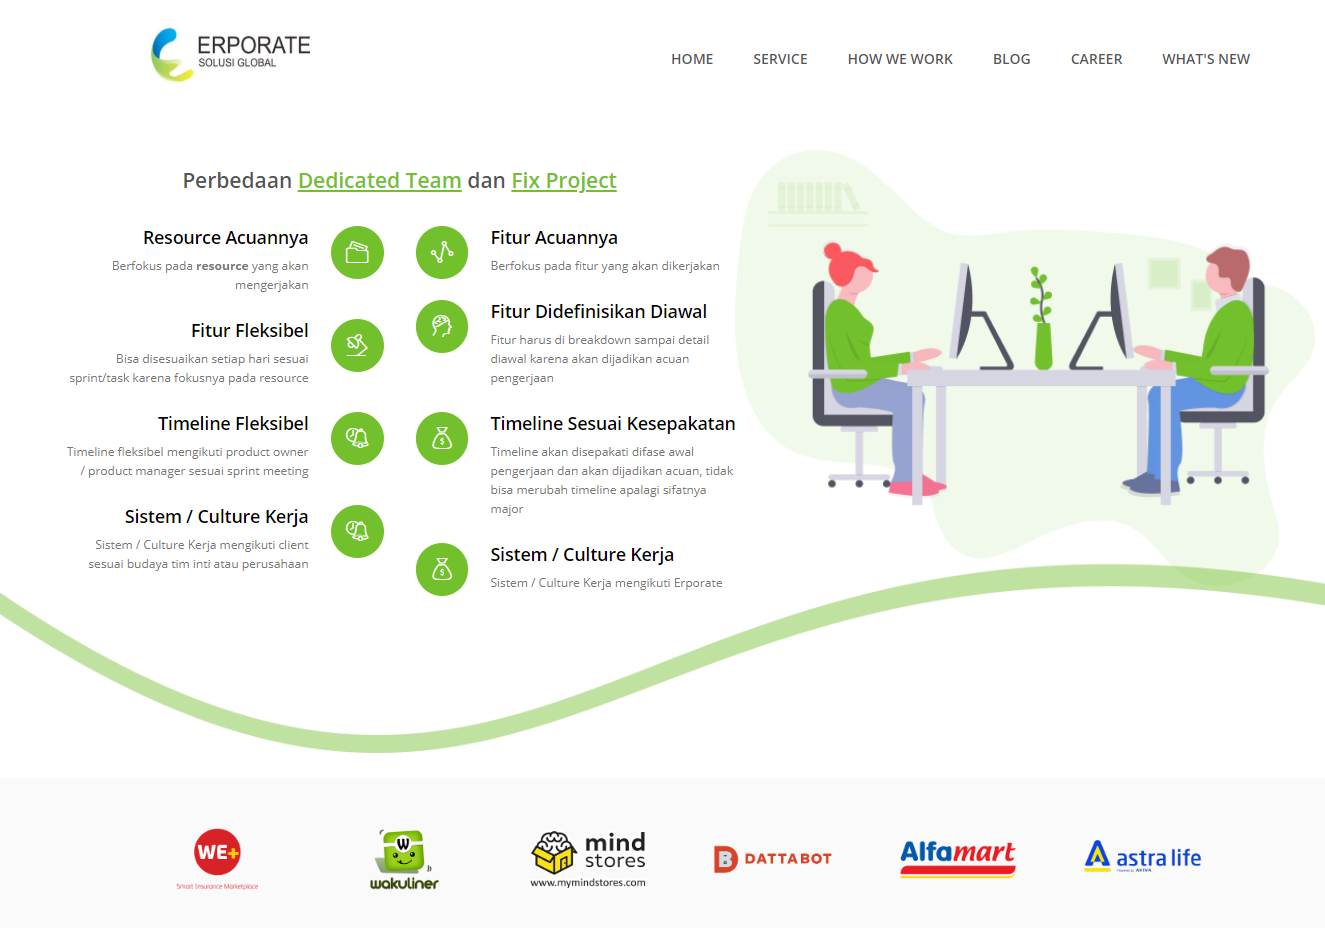 ERPORATE
SOLUSI GLOBAL
HOME
SERVICE
HOW WE WORK
BLOG
CAREER
WHAT'S NEW
Perbedaan Dedicated Team dan Fix Project
Resource Acuannya
Berfokus pada resource yang akan
mengerjakan
Fitur Fleksibel
Bisa disesuaikan setiap hari sesuai
sprint/task karena fokusnya pada resource
Timeline Fleksibel
Timeline fleksibel mengikuti product owner
/ product manager sesuai sprint meeting
Sistem / Culture Kerja
Sistem / Culture Kerja mengikuti client
sesuai budaya tim inti atau perusahaan
Fitur Acuannya
Berfokus pada fitur yang akan dikerjakan
Fitur Didefinisikan Diawal
Fitur harus di breakdown sampai detail
diawal karena akan dijadikan acuan
pengerjaan
Timeline Sesuai Kesepakatan
Timeline akan disepakati difase awal
pengerjaan dan akan dijadikan acuan, tidak
bisa merubah timeline apalagi sifatnya
major
Sistem / Culture Kerja
Sistem / Culture Kerja mengikuti Erporate
WE+
Smart Insurance Marketplace
W
wakuliner
mind
stores
www.mymindstores.com
B DATTABOT
Alfamart
astra life
Powered by AVIVA